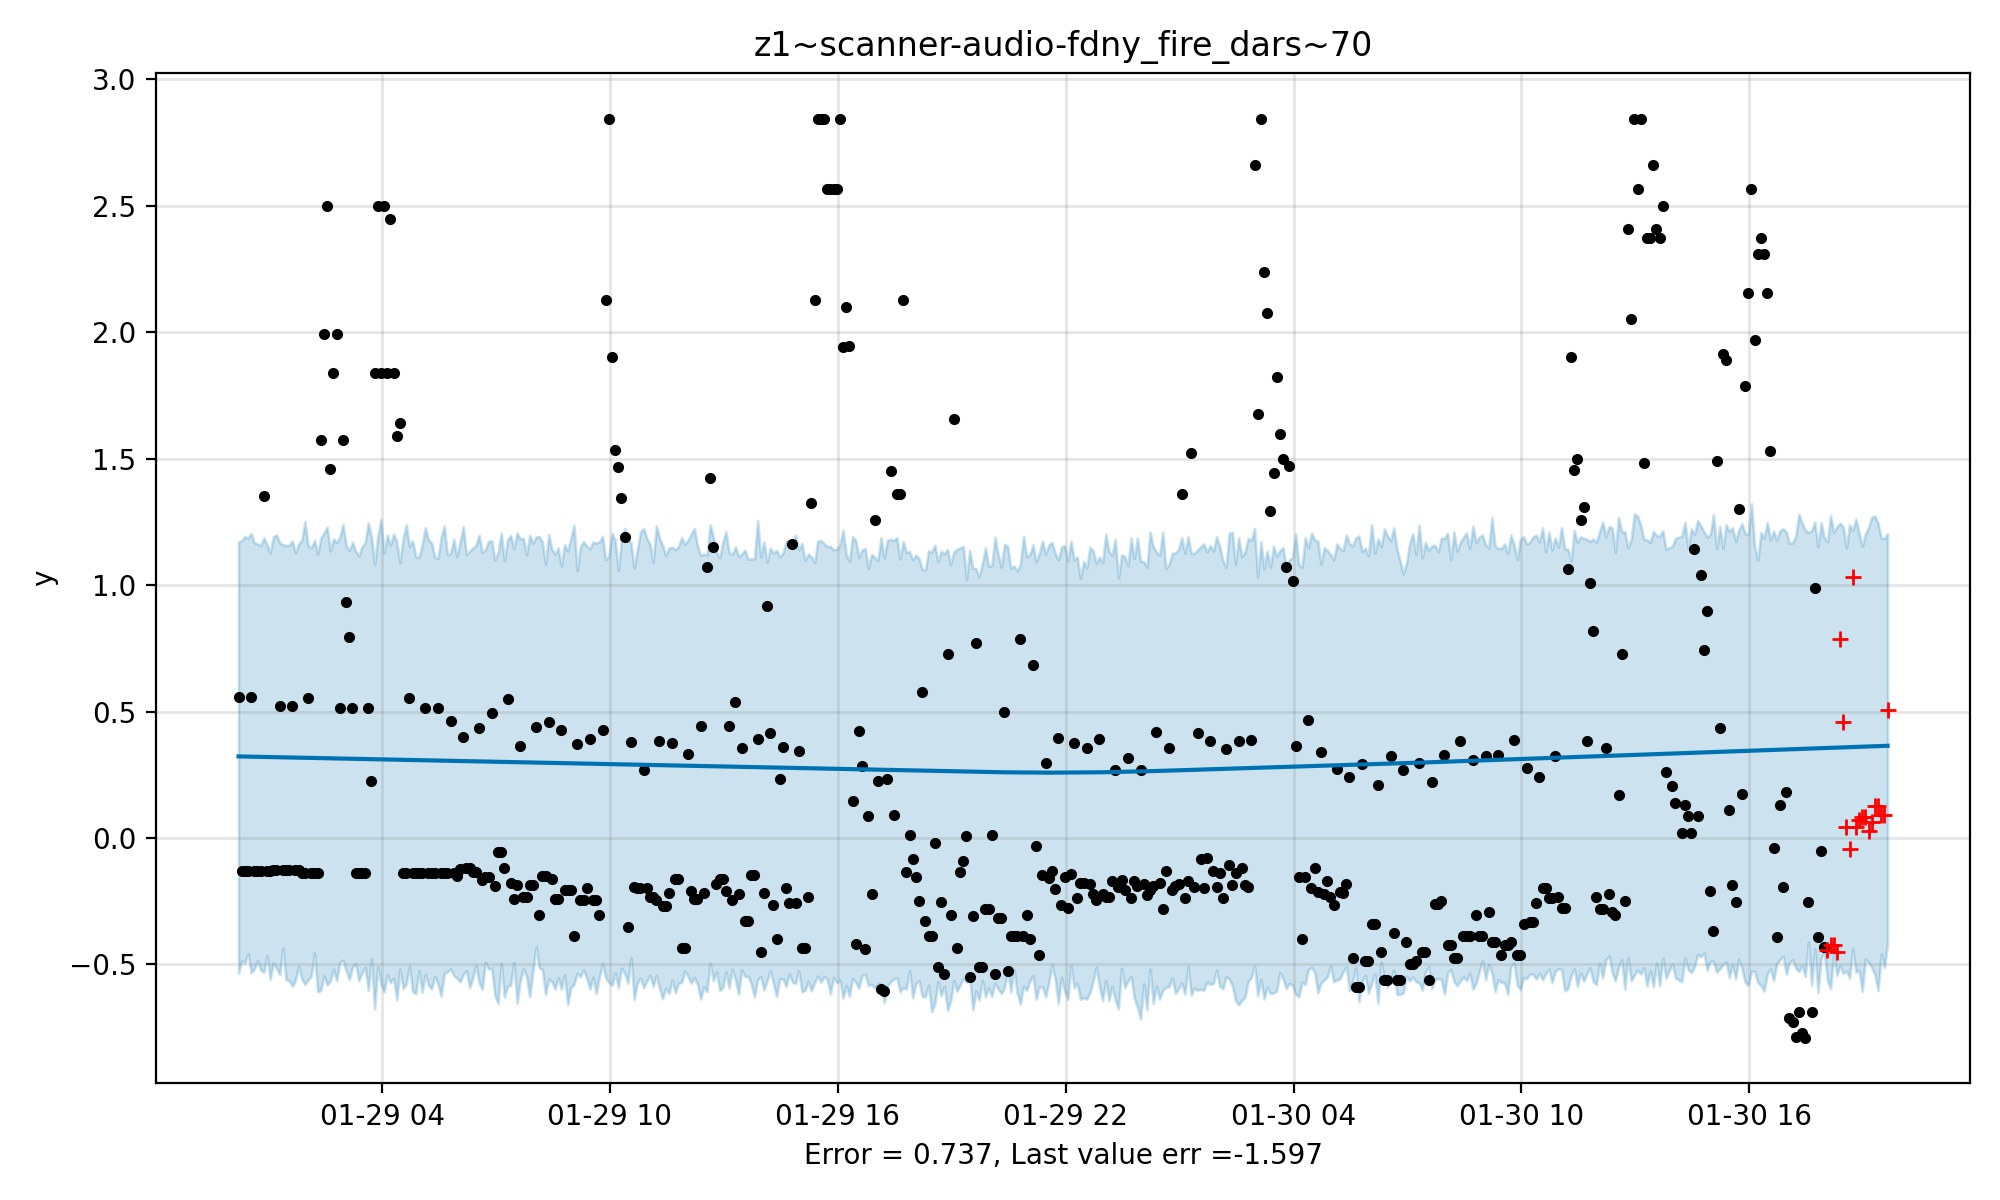 z1~scanner-audio-fdny_fire_dars~70
3.0
2.5
2.0
1.5
1.0
0.5
0.0
−0.5
y
01-29 04 01-29 10 01-29 16 01-29 22 01-30 04 01-30 10 01-30 16
Error = 0.737, Last value err =-1.597